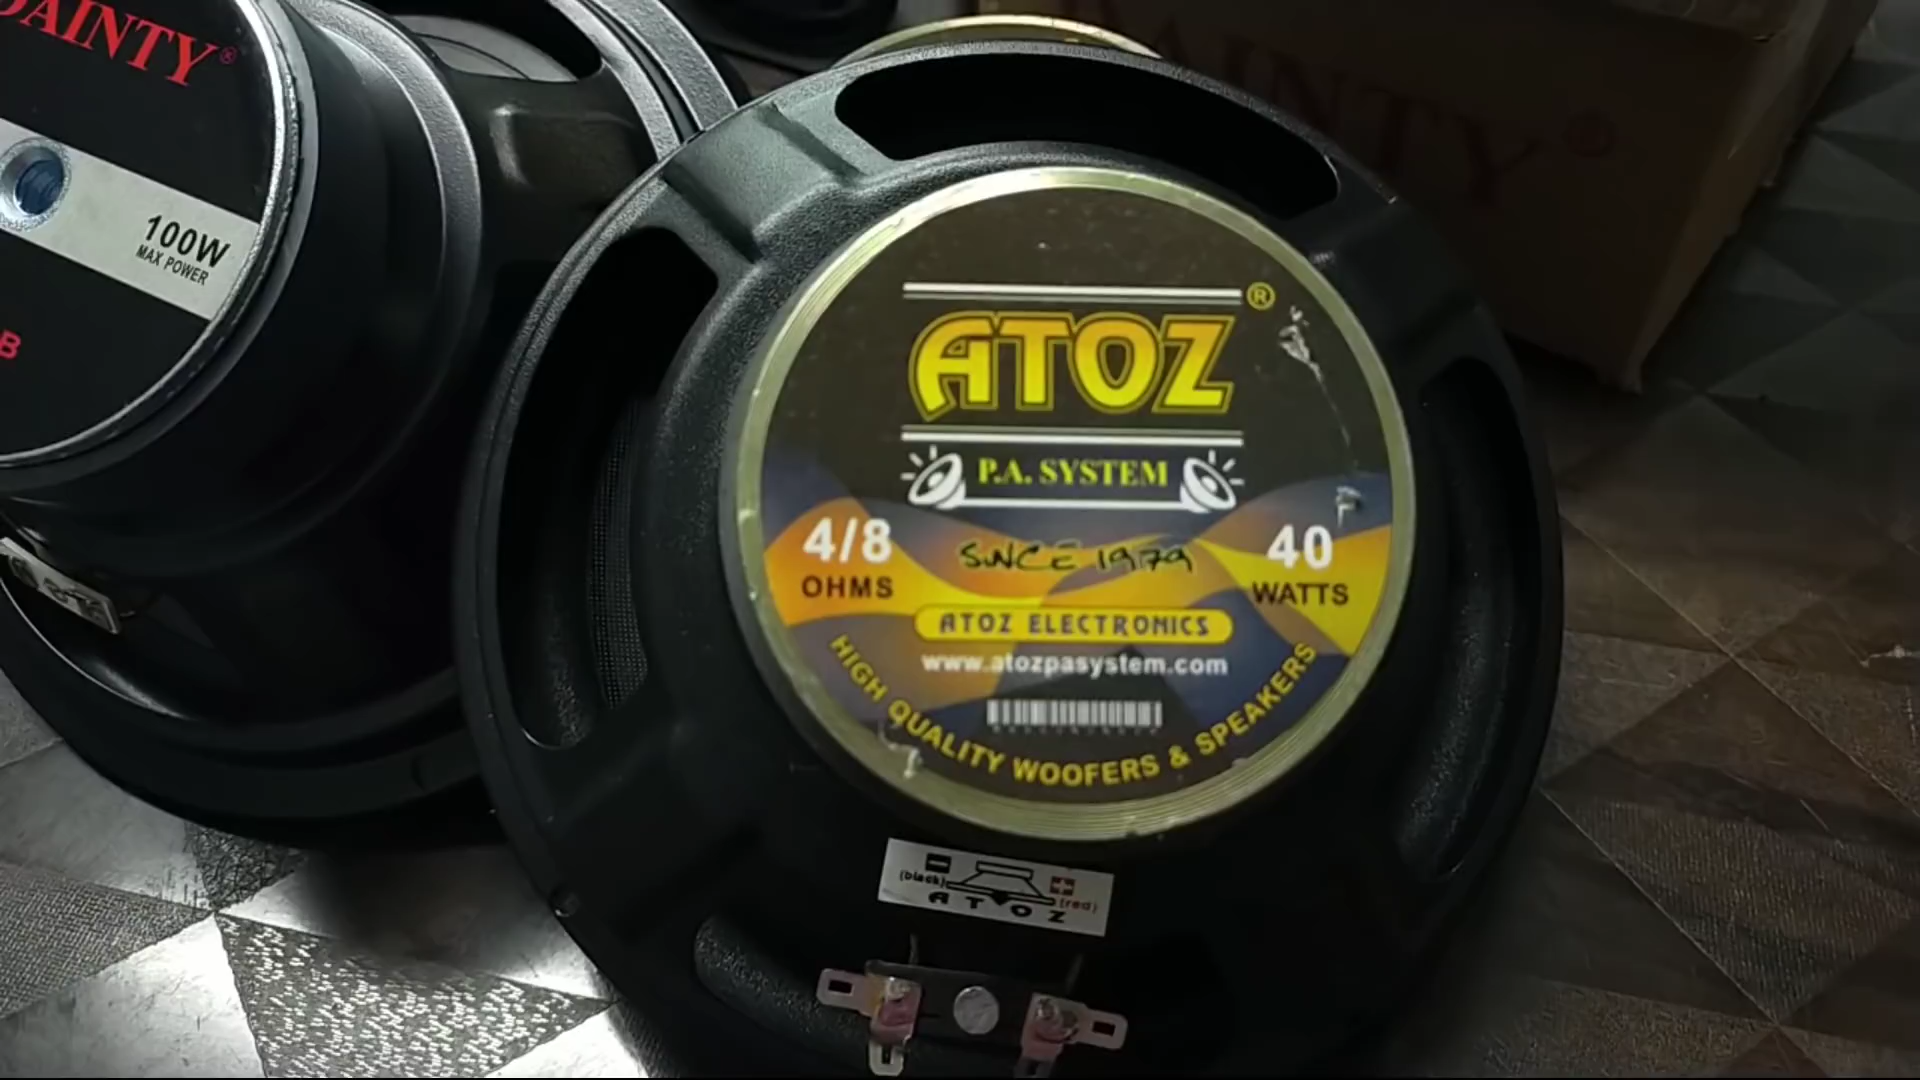 DAINTY®
100W
MAX POWER
B
ATOZ®
P.A. SYSTEM
4/8
OHMS
SINCE 1979
40
WATTS
ATOZ ELECTRONICS
www.atozpasystem.com
HIGH QUALITY WOOFERS & SPEAKERS
(black)
(red)
ATOZ